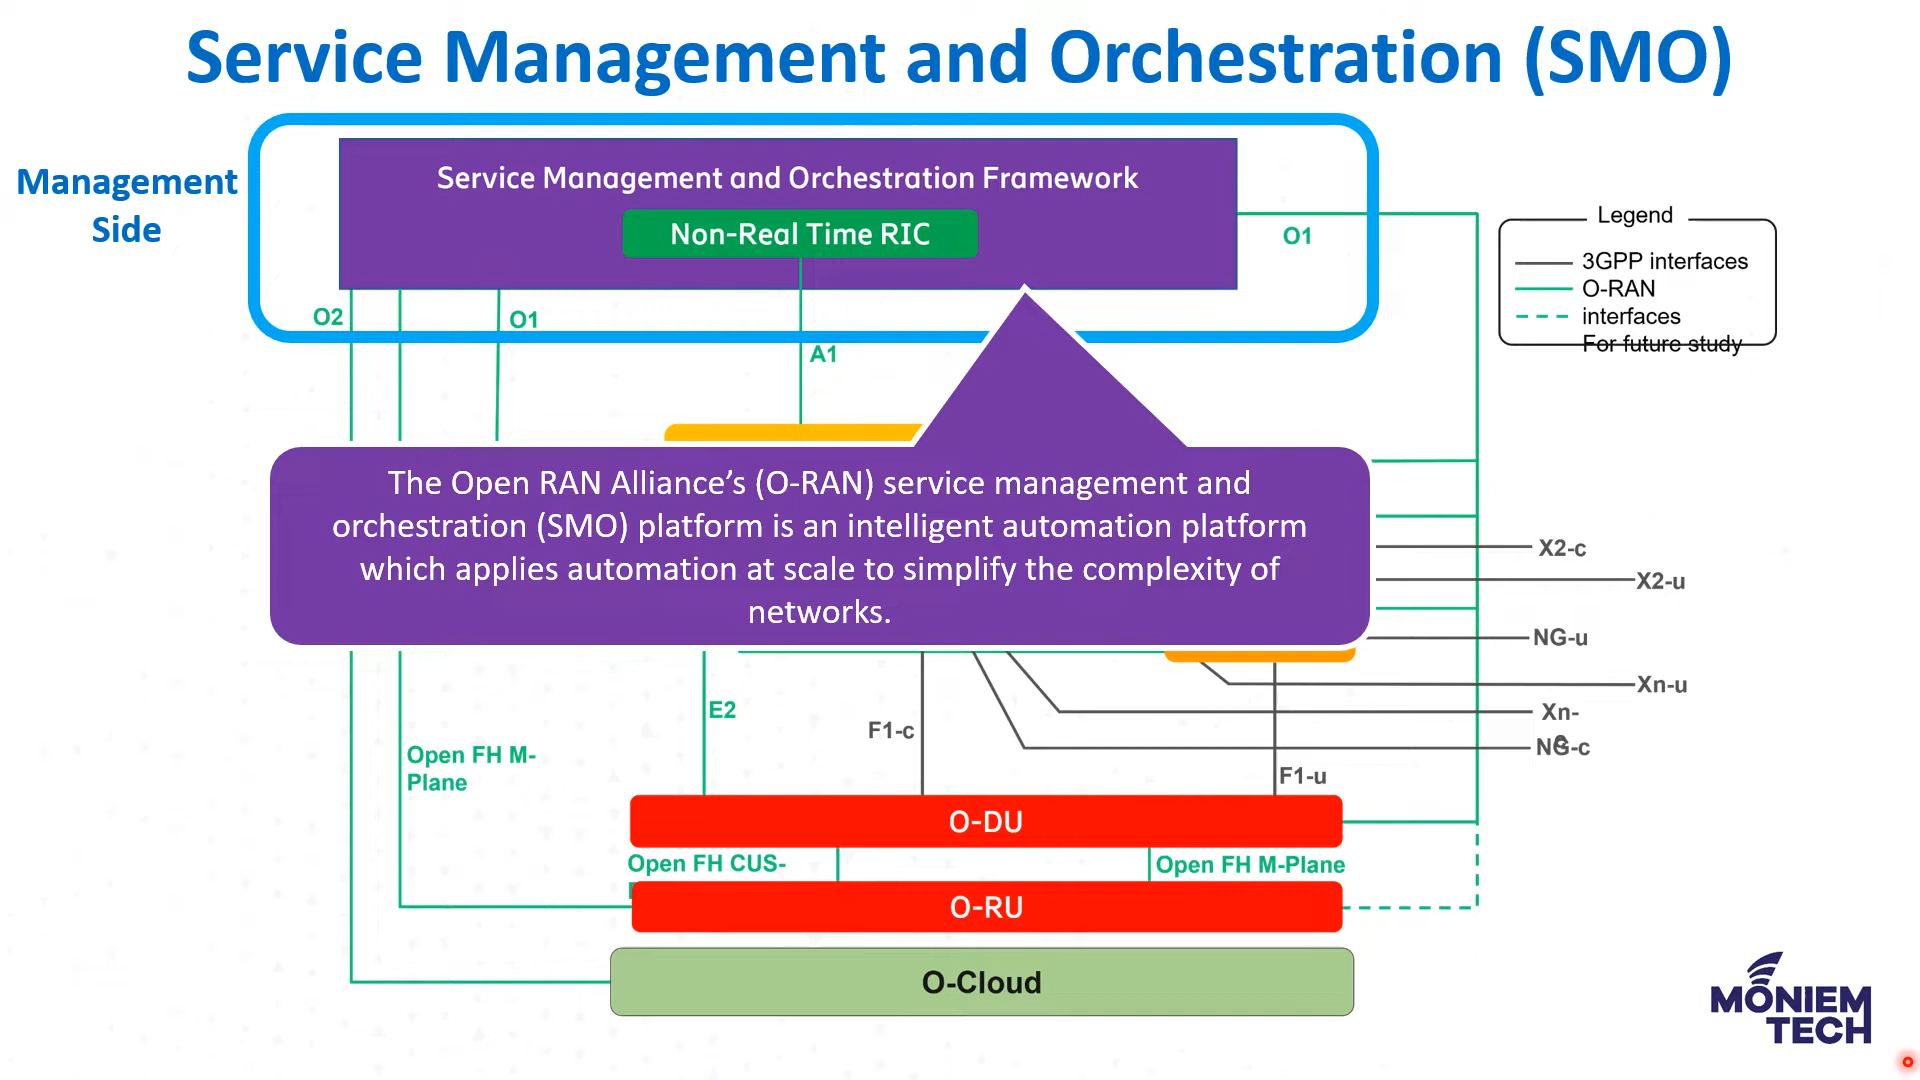 Service Management and Orchestration (SMO)
Management
Side
Service Management and Orchestration Framework
Non-Real Time RIC
O1
Legend
3GPP interfaces
O-RAN
interfaces
For future study
O2
O1
A1
The Open RAN Alliance’s (O-RAN) service management and
orchestration (SMO) platform is an intelligent automation platform
which applies automation at scale to simplify the complexity of
networks.
X2-c
X2-u
NG-u
Xn-u
Xn-
NG-c
E2
F1-c
F1-u
Open FH M-
Plane
O-DU
Open FH CUS-
Open FH M-Plane
O-RU
O-Cloud
MONIEM
TECH